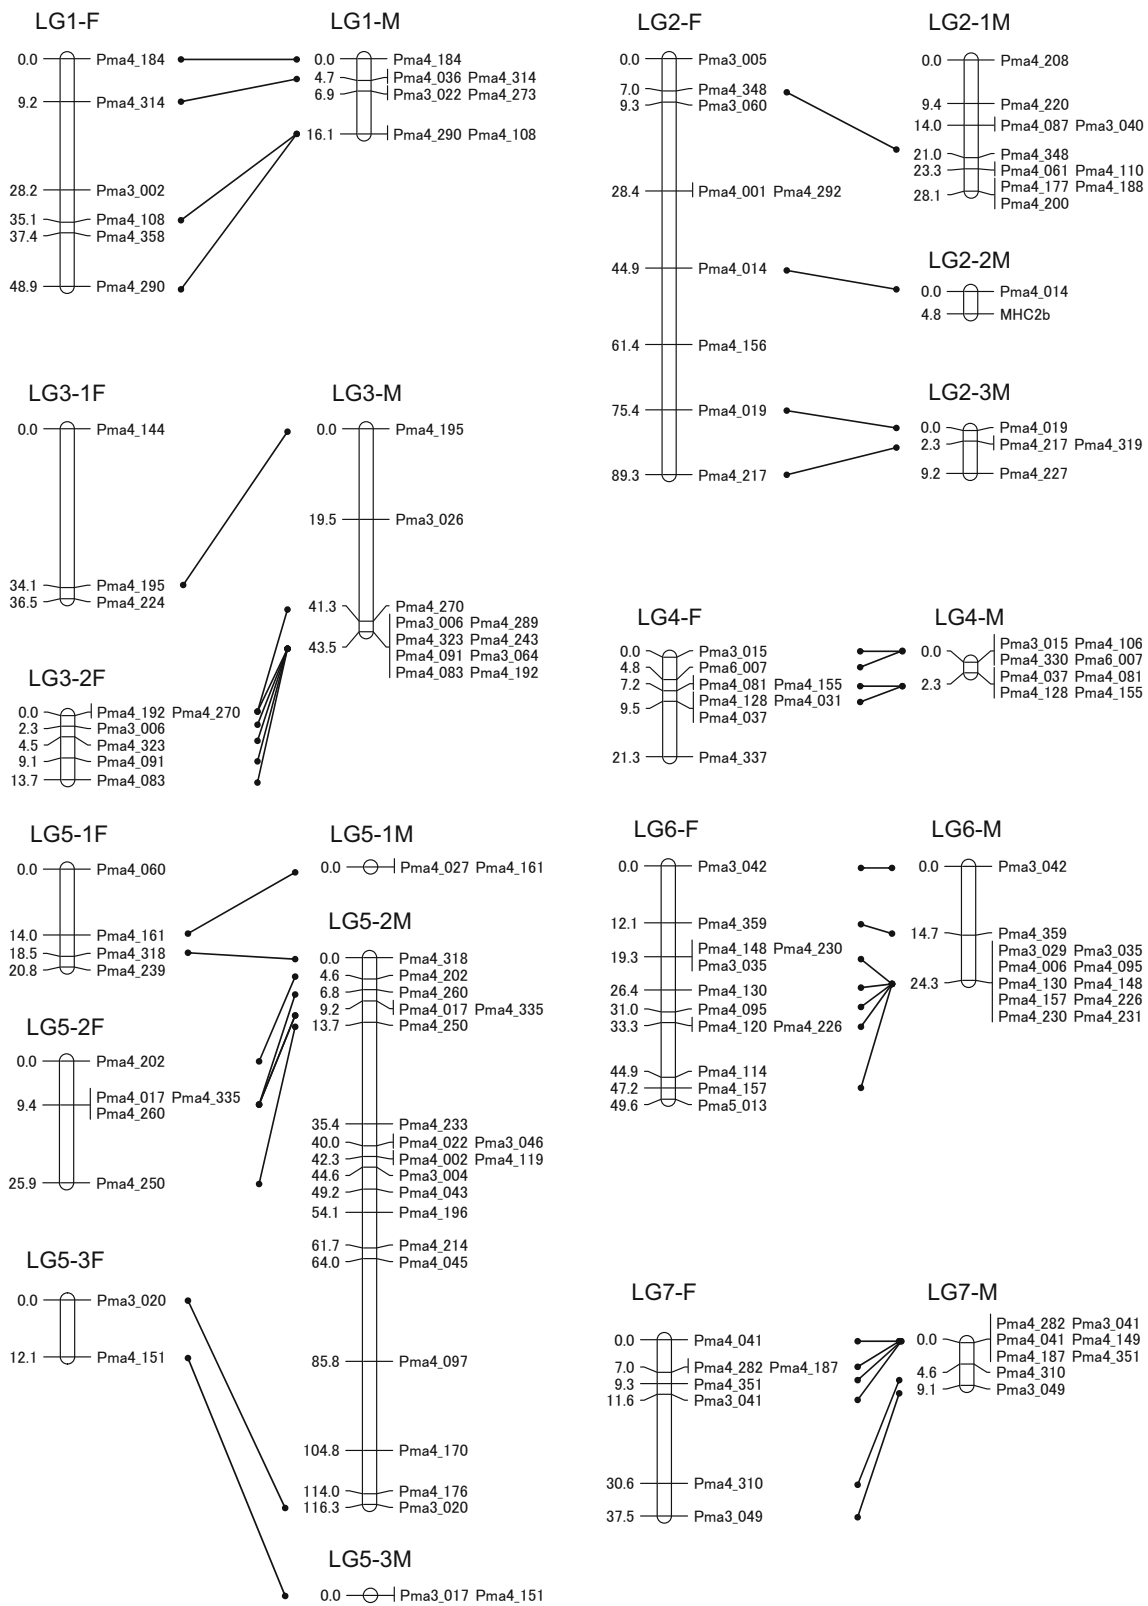 LG1-F
0.0 Pma4_184
9.2 Pma4_314
28.2 Pma3_002
35.1 Pma4_108
37.4 Pma4_358
48.9 Pma4_290
LG1-M
0.0 Pma4_184
4.7 Pma4_036 Pma4_314
6.9 Pma3_022 Pma4_273
16.1 Pma4_290 Pma4_108
LG2-F
0.0 Pma3_005
7.0 Pma4_348
9.3 Pma3_060
28.4 Pma4_001 Pma4_292
44.9 Pma4_014
61.4 Pma4_156
75.4 Pma4_019
89.3 Pma4_217
LG2-1M
0.0 Pma4_208
9.4 Pma4_220
14.0 Pma4_087 Pma3_040
21.0 Pma4_348
23.3 Pma4_061 Pma4_110
28.1 Pma4_177 Pma4_188
Pma4_200
LG2-2M
0.0 Pma4_014
4.8 MHC2b
LG2-3M
0.0 Pma4_019
2.3 Pma4_217 Pma4_319
9.2 Pma4_227
LG3-1F
0.0 Pma4_144
34.1 Pma4_195
36.5 Pma4_224
LG3-2F
0.0 Pma4_192 Pma4_270
2.3 Pma3_006
4.5 Pma4_323
9.1 Pma4_091
13.7 Pma4_083
LG3-M
0.0 Pma4_195
19.5 Pma3_026
41.3 Pma4_270
Pma3_006 Pma4_289
43.5 Pma4_323 Pma4_243
Pma4_091 Pma3_064
Pma4_083 Pma4_192
LG4-F
0.0 Pma3_015
4.8 Pma6_007
7.2 Pma4_081 Pma4_155
9.5 Pma4_128 Pma4_031
Pma4_037
21.3 Pma4_337
LG4-M
0.0 Pma3_015 Pma4_106
Pma4_330 Pma6_007
2.3 Pma4_037 Pma4_081
Pma4_128 Pma4_155
LG5-1F
0.0 Pma4_060
14.0 Pma4_161
18.5 Pma4_318
20.8 Pma4_239
LG5-2F
0.0 Pma4_202
9.4 Pma4_017 Pma4_335
Pma4_260
25.9 Pma4_250
LG5-3F
0.0 Pma3_020
12.1 Pma4_151
LG5-1M
0.0 Pma4_027 Pma4_161
LG5-2M
0.0 Pma4_318
4.6 Pma4_202
6.8 Pma4_260
9.2 Pma4_017 Pma4_335
13.7 Pma4_250
35.4 Pma4_233
40.0 Pma4_022 Pma3_046
42.3 Pma4_002 Pma4_119
44.6 Pma3_004
49.2 Pma4_043
54.1 Pma4_196
61.7 Pma4_214
64.0 Pma4_045
85.8 Pma4_097
104.8 Pma4_170
114.0 Pma4_176
116.3 Pma3_020
LG5-3M
0.0 Pma3_017 Pma4_151
LG6-F
0.0 Pma3_042
12.1 Pma4_359
19.3 Pma4_148 Pma4_230
Pma3_035
26.4 Pma4_130
31.0 Pma4_095
33.3 Pma4_120 Pma4_226
44.9 Pma4_114
47.2 Pma4_157
49.6 Pma5_013
LG6-M
0.0 Pma3_042
14.7 Pma4_359
Pma3_029 Pma3_035
Pma4_006 Pma4_095
24.3 Pma4_130 Pma4_148
Pma4_157 Pma4_226
Pma4_230 Pma4_231
LG7-F
0.0 Pma4_041
7.0 Pma4_282 Pma4_187
9.3 Pma4_351
11.6 Pma3_041
30.6 Pma4_310
37.5 Pma3_049
LG7-M
Pma4_282 Pma3_041
0.0 Pma4_041 Pma4_149
Pma4_187 Pma4_351
4.6 Pma4_310
9.1 Pma3_049